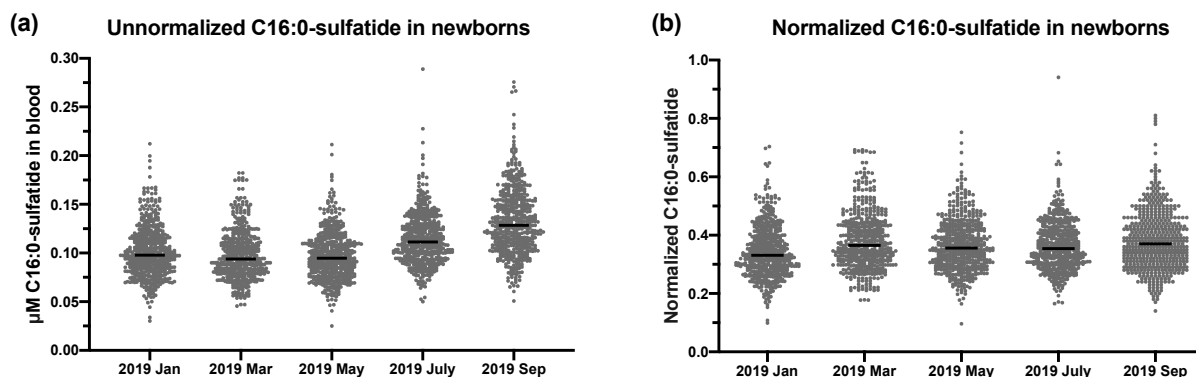 (a)
Unnormalized C16:0-sulfatide in newborns
µM C16:0-sulfatide in blood
0.30
0.25
0.20
0.15
0.10
0.05
0.00
2019 Jan 2019 Mar 2019 May 2019 July 2019 Sep
(b)
Normalized C16:0-sulfatide in newborns
Normalized C16:0-sulfatide
1.0
0.8
0.6
0.4
0.2
0.0
2019 Jan 2019 Mar 2019 May 2019 July 2019 Sep